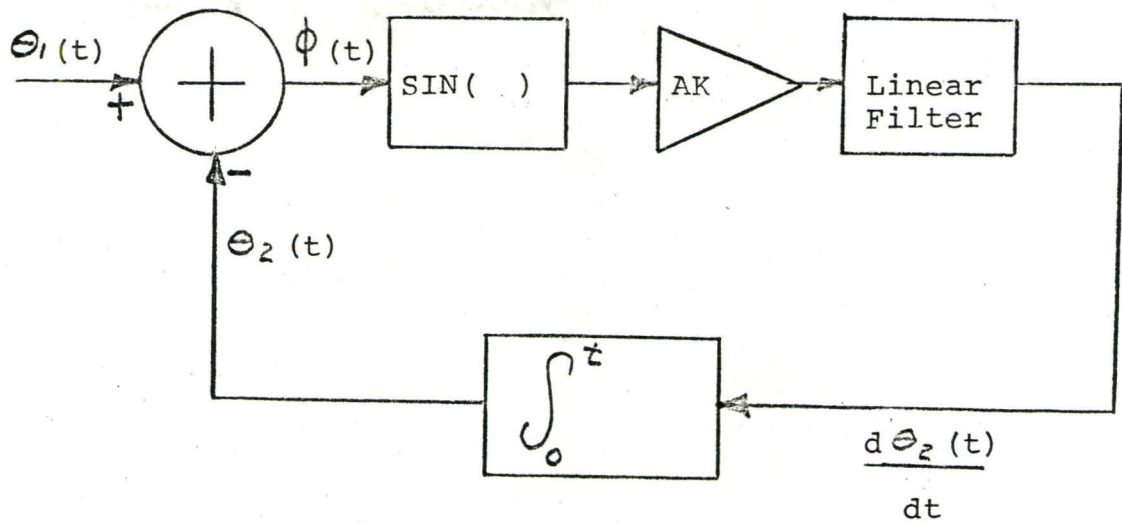 Θ₁(t)
+
+
ϕ(t)
SIN( )
AK
Linear
Filter
-
Θ₂(t)
∫₀ᵗ
dΘ₂(t)
dt